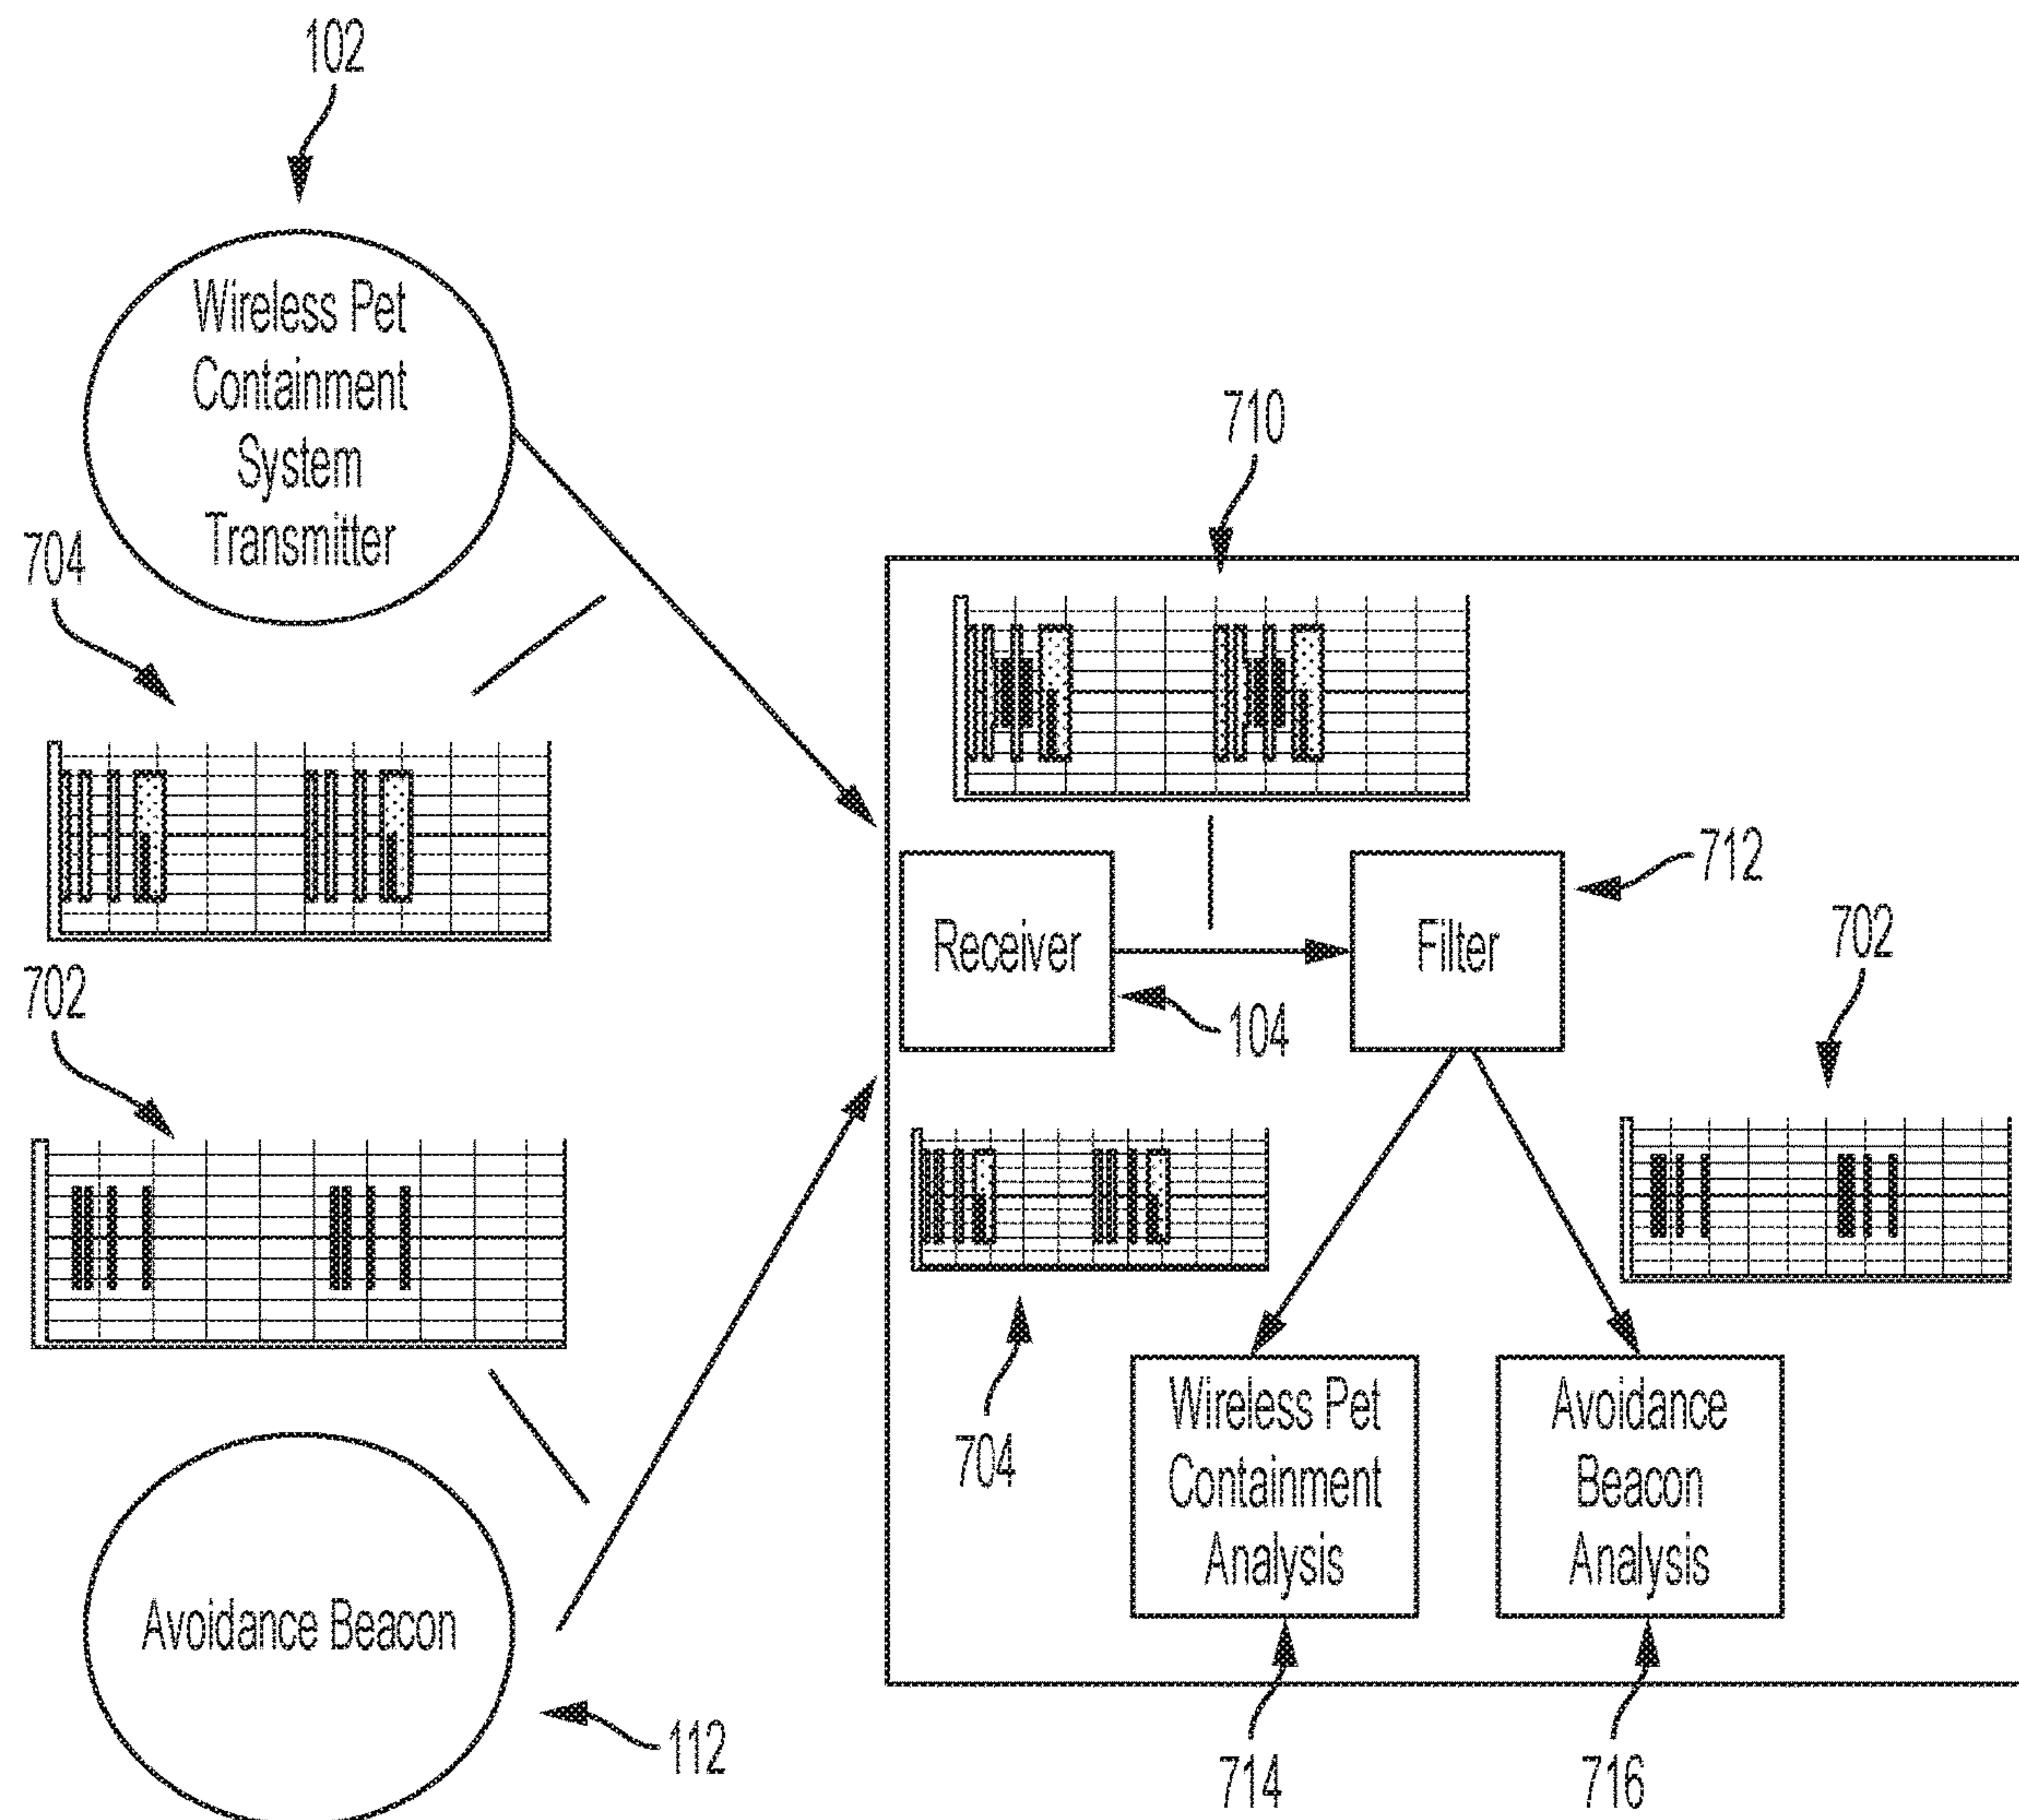 102
Wireless Pet
Containment
System
Transmitter
704
710
712
Receiver
Filter
702
104
702
704
Wireless Pet
Containment
Analysis
Avoidance
Beacon
Analysis
Avoidance Beacon
112
714
716